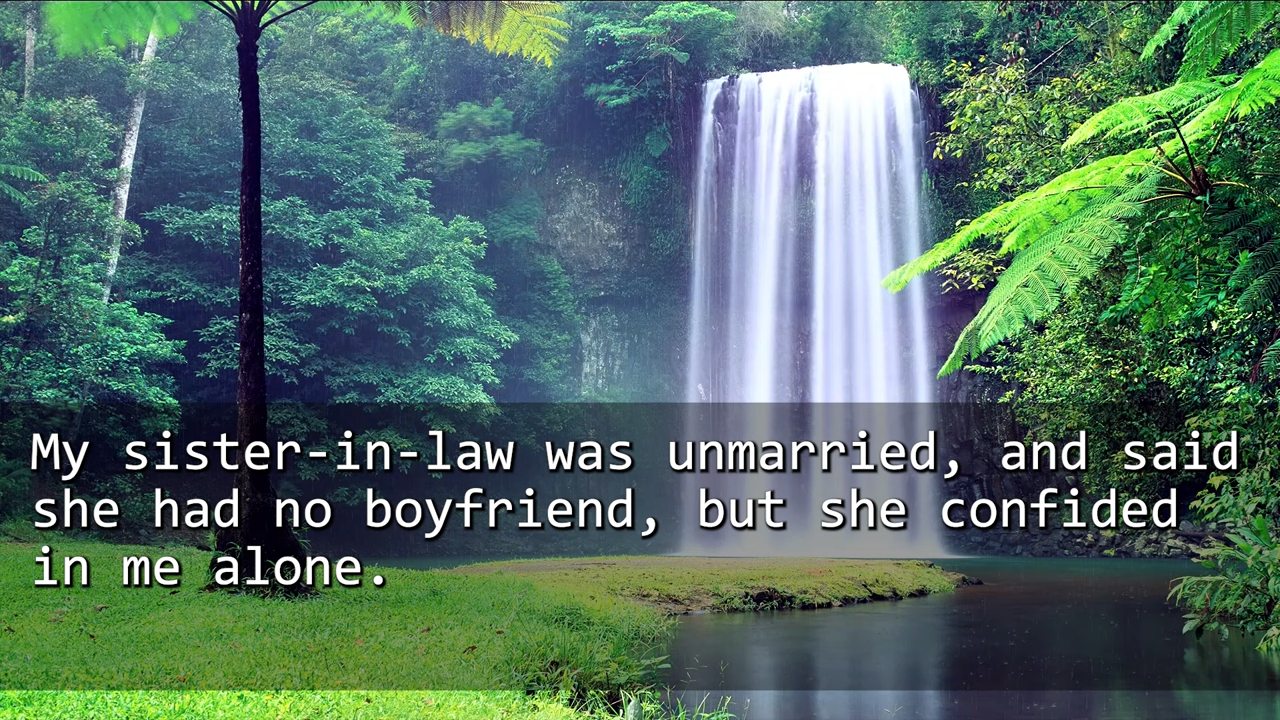 My sister-in-law was unmarried, and said
she had no boyfriend, but she confided
in me alone.